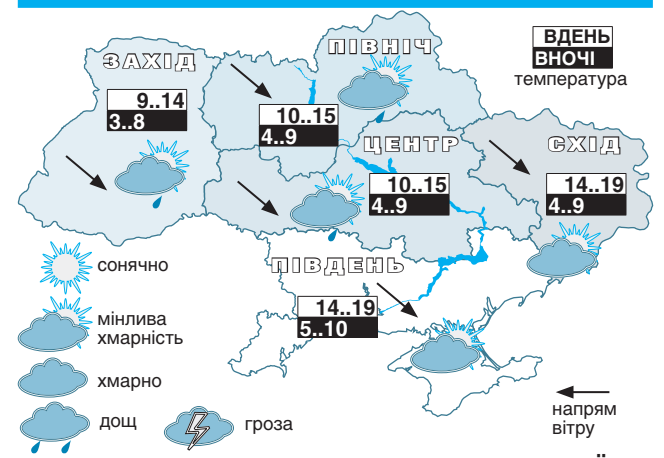 ПІВНІЧ
ВДЕНЬ
ВНОЧІ
температура
ЗАХІД
9..14
3..8
10..15
4..9
ЦЕНТР
10..15
4..9
СХІД
14..19
4..9
ПІВДЕНЬ
14..19
5..10
сонячно
мінлива
хмарність
хмарно
дощ
гроза
напрям
вітру